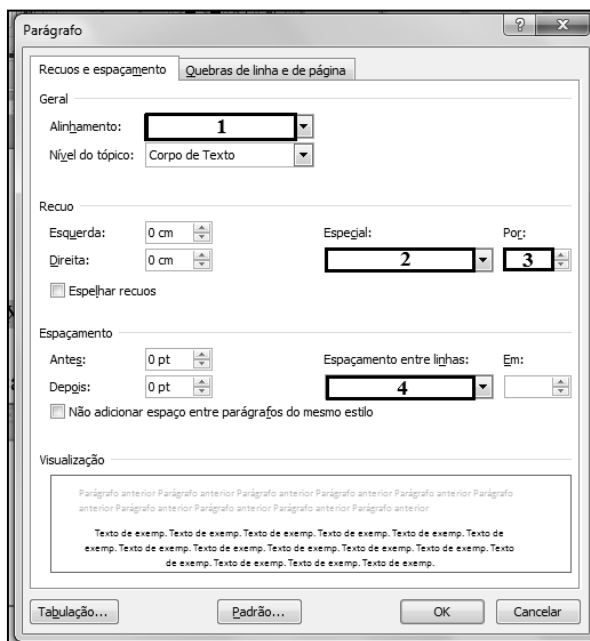 Parágrafo
Recuos e espaçamento Quebras de linha e de página
Geral
Alinhamento: 1
Nível do tópico: Corpo de Texto
Recuo
Esquerda: 0 cm Especial: Por:
Direita: 0 cm 2 3
Espelhar recuos
Espaçamento
Antes: 0 pt Espaçamento entre linhas: Em:
Depois: 0 pt 4
Não adicionar espaço entre parágrafos do mesmo estilo
Visualização
Parágrafo anterior Parágrafo anterior Parágrafo anterior Parágrafo anterior Parágrafo anterior Parágrafo
anterior Parágrafo anterior Parágrafo anterior Parágrafo anterior Parágrafo anterior
Texto de exemp. Texto de exemp. Texto de exemp. Texto de exemp. Texto de exemp. Texto de
exemp. Texto de exemp. Texto de exemp. Texto de exemp. Texto de exemp. Texto de exemp. Texto
de exemp. Texto de exemp. Texto de exemp. Texto de exemp.
Tabulação... Padrão... OK Cancelar